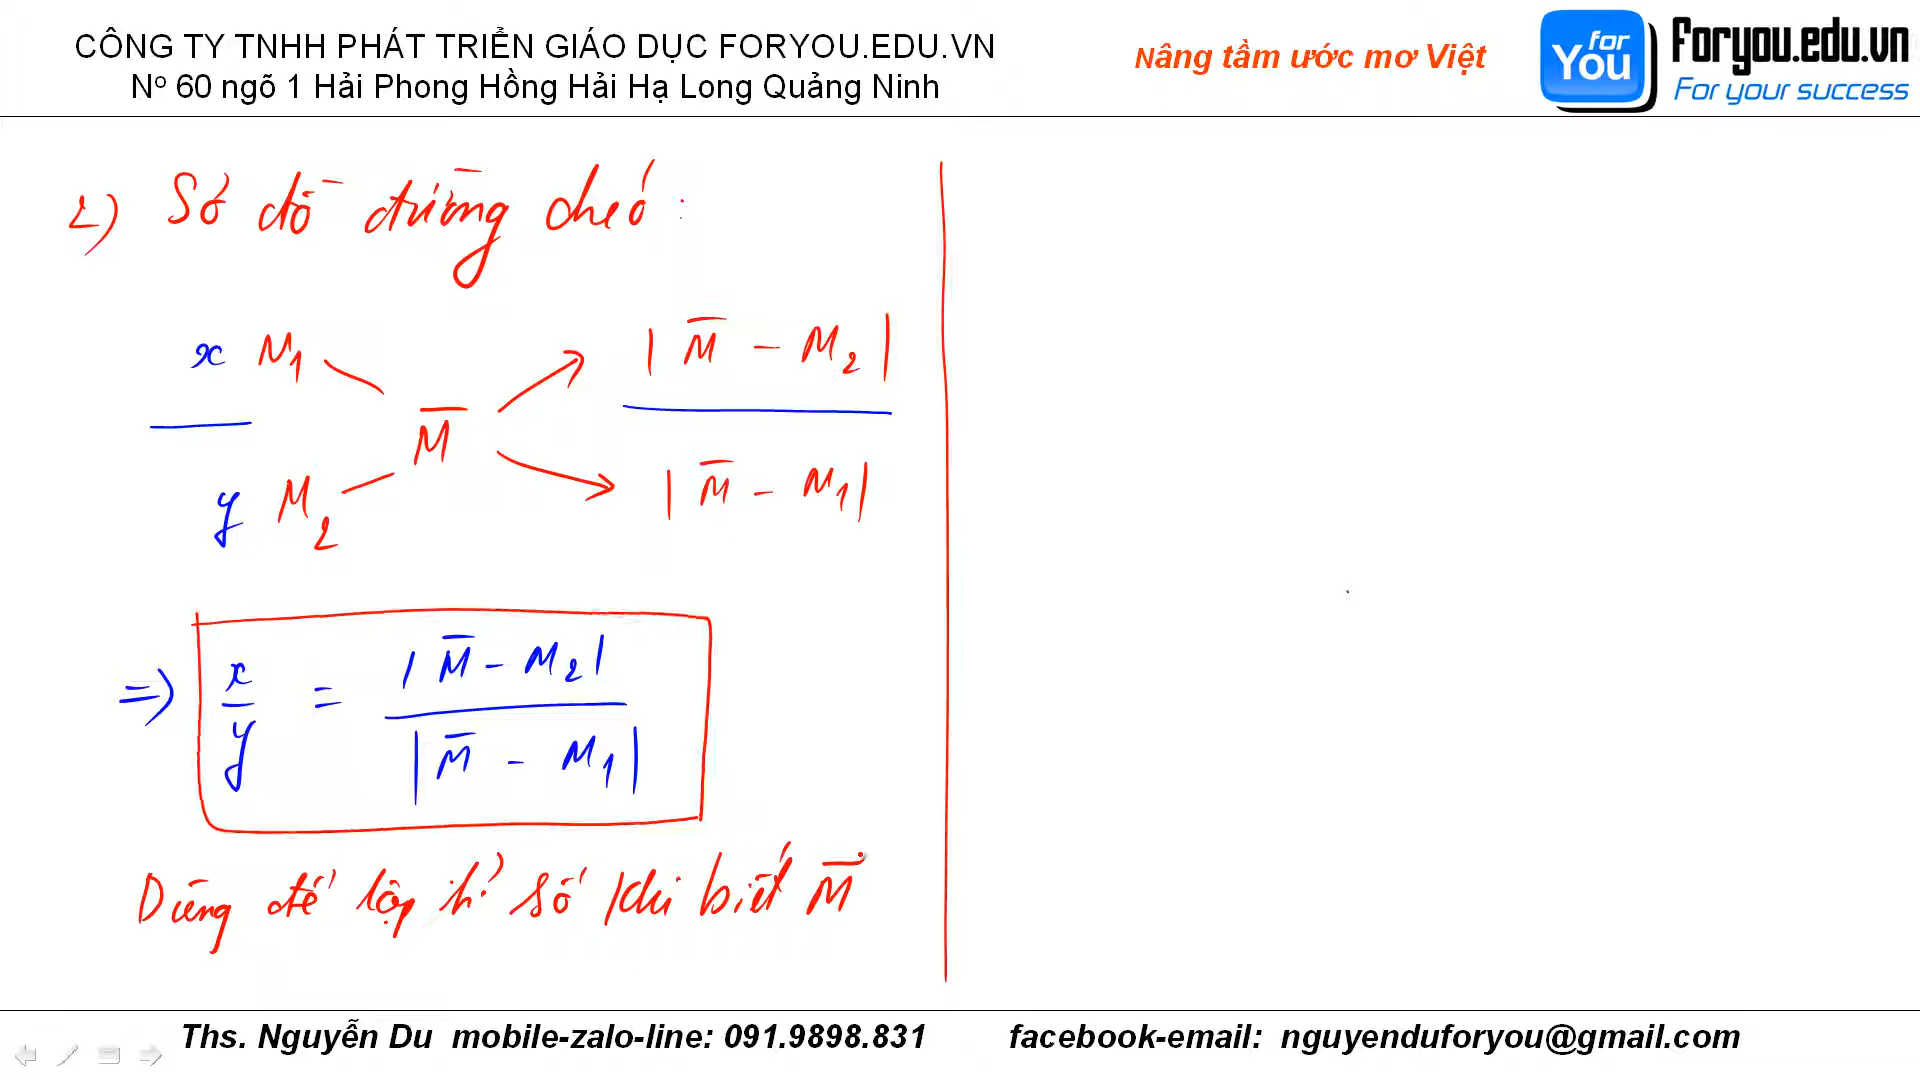 CÔNG TY TNHH PHÁT TRIỂN GIÁO DỤC FORYOU.EDU.VN
Nº 60 ngõ 1 Hải Phong Hồng Hải Hạ Long Quảng Ninh
Nâng tầm ước mơ Việt
for
You
Foryou.edu.vn
For your success
2) Sơ đồ đường chéo:
x M₁ |M̅ - M₂|
M̅
y M₂ |M̅ - M₁|
=> x/y = |M̅ - M₂| / |M̅ - M₁|
Dùng để lập tỉ số khi biết M̅
Ths. Nguyễn Du mobile-zalo-line: 091.9898.831 facebook-email: nguyenduforyou@gmail.com